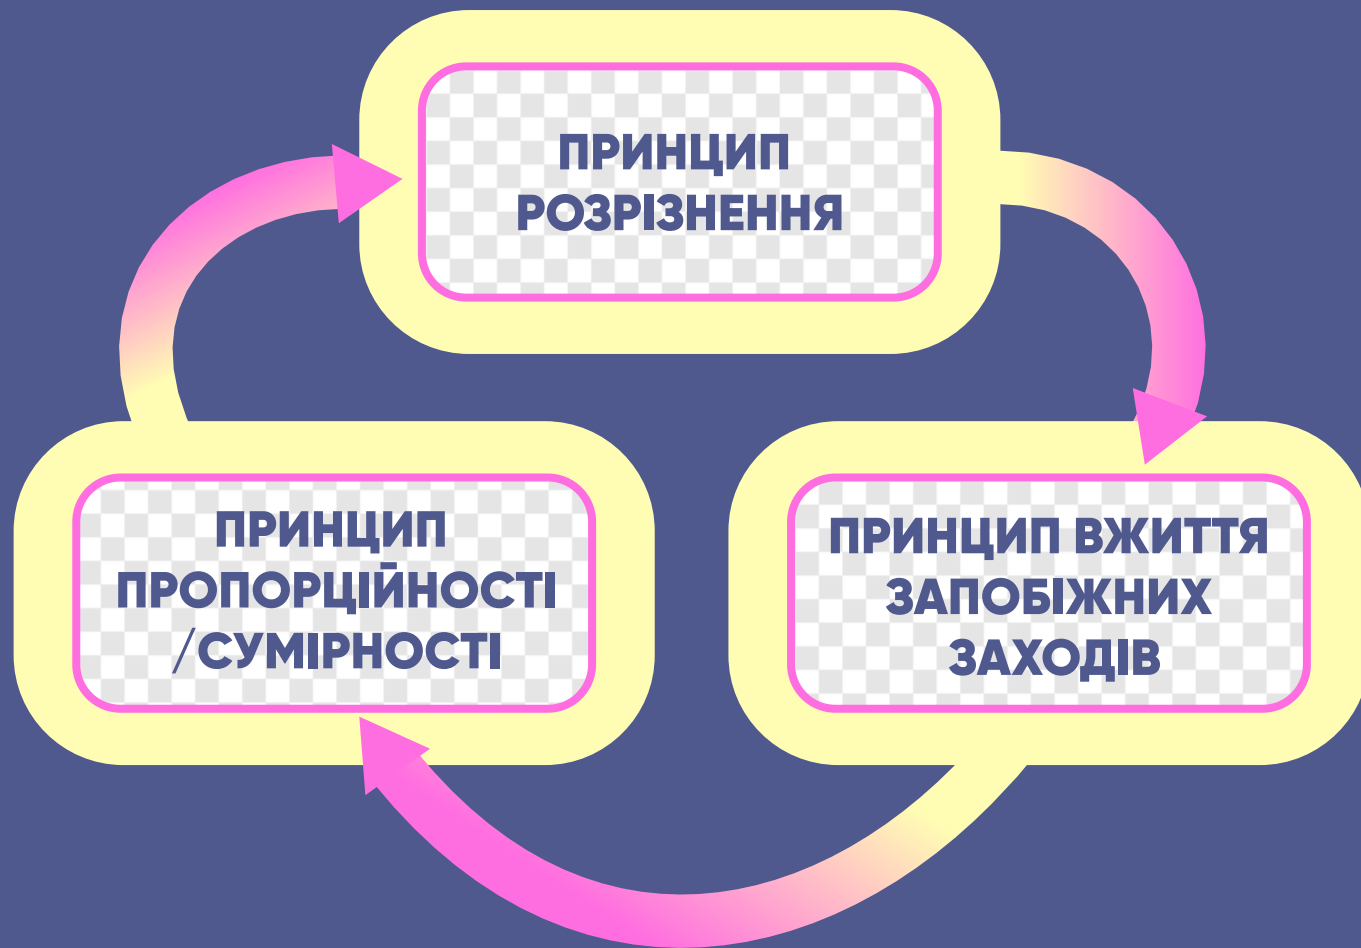 ПРИНЦИП
РОЗРІЗНЕННЯ
ПРИНЦИП
ПРОПОРЦІЙНОСТІ
/СУМІРНОСТІ
ПРИНЦИП ВЖИТТЯ
ЗАПОБІЖНИХ
ЗАХОДІВ